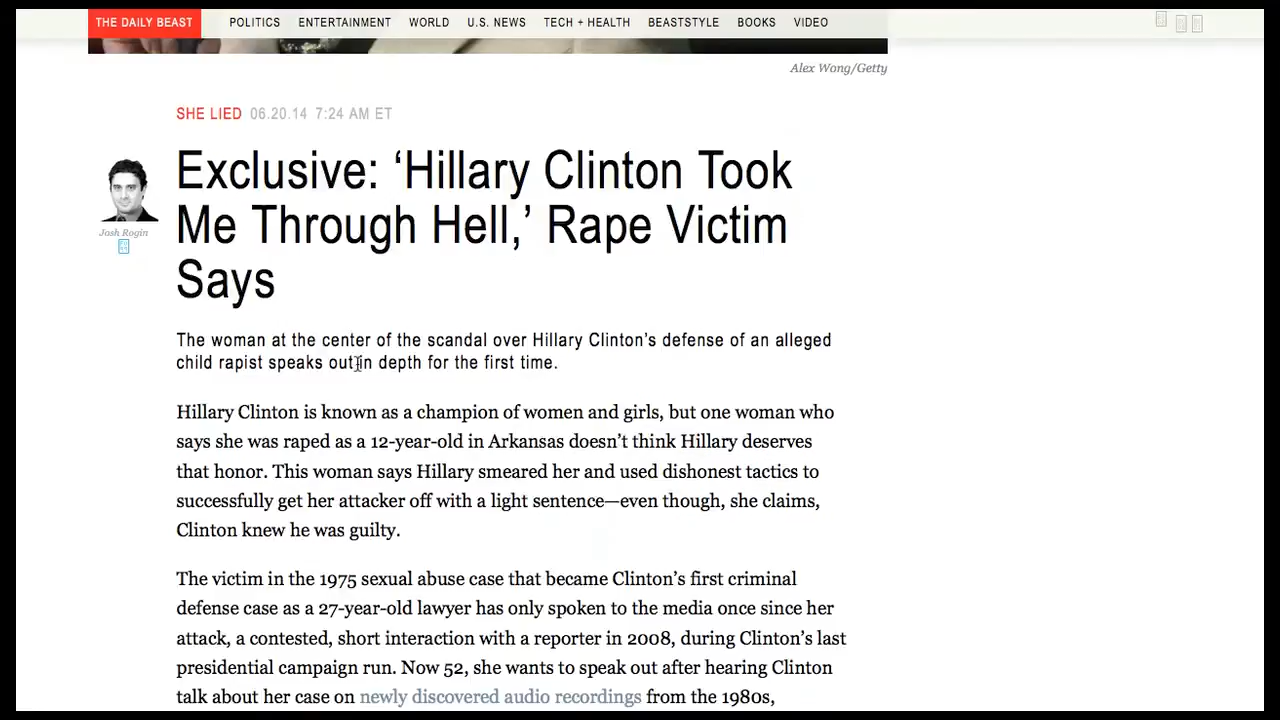 THE DAILY BEAST POLITICS ENTERTAINMENT WORLD U.S. NEWS TECH + HEALTH BEASTSTYLE BOOKS VIDEO
Alex Wong/Getty
SHE LIED 06.20.14 7:24 AM ET
Exclusive: ‘Hillary Clinton Took
Me Through Hell,’ Rape Victim
Says
Josh Rogin
The woman at the center of the scandal over Hillary Clinton’s defense of an alleged
child rapist speaks out in depth for the first time.
Hillary Clinton is known as a champion of women and girls, but one woman who
says she was raped as a 12-year-old in Arkansas doesn’t think Hillary deserves
that honor. This woman says Hillary smeared her and used dishonest tactics to
successfully get her attacker off with a light sentence—even though, she claims,
Clinton knew he was guilty.
The victim in the 1975 sexual abuse case that became Clinton’s first criminal
defense case as a 27-year-old lawyer has only spoken to the media once since her
attack, a contested, short interaction with a reporter in 2008, during Clinton’s last
presidential campaign run. Now 52, she wants to speak out after hearing Clinton
talk about her case on newly discovered audio recordings from the 1980s,